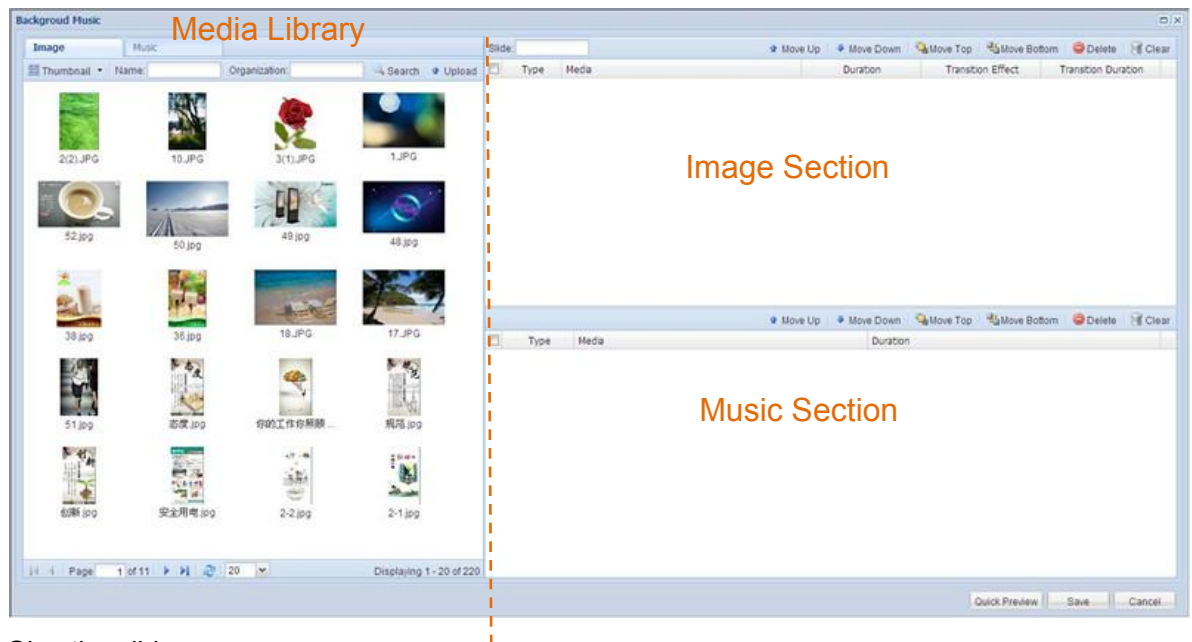 Backgroud Music
Media Library
Image Music
Thumbnail Name: Organization: Search Upload
2(2).JPG 10.JPG 3(1).JPG 1.JPG
52.jpg 50.jpg 49.jpg 48.jpg
38.jpg 36.jpg 18.JPG 17.JPG
51.jpg 态度.jpg 你的工作你照顾 ... 规范.jpg
创新.jpg 安全用电.jpg 2-2.jpg 2-1.jpg
Page 1 of 11 20 Displaying 1 - 20 of 220
Slide: Move Up Move Down Move Top Move Bottom Delete Clear
Type Media Duration Transition Effect Transition Duration
Image Section
Move Up Move Down Move Top Move Bottom Delete Clear
Type Media Duration
Music Section
Quick Preview Save Cancel